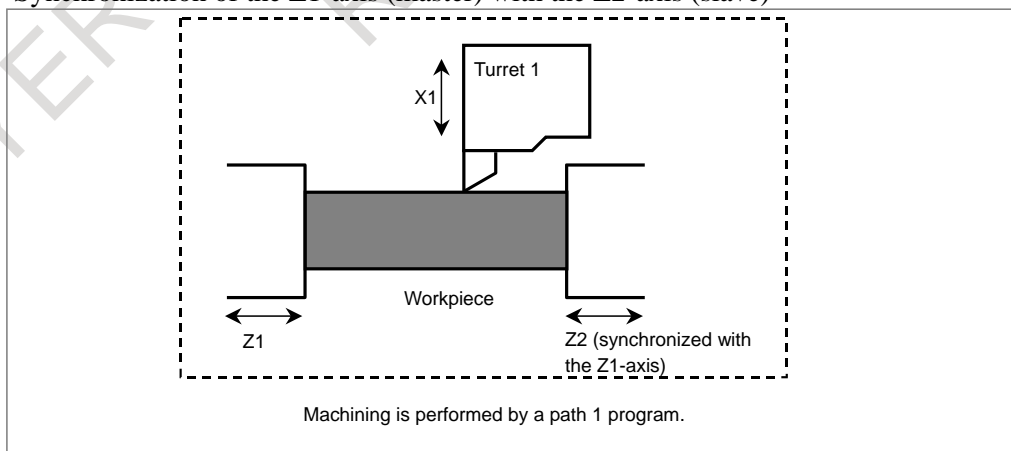 Synchronization of the Z1-axis (master) with the Z2-axis (slave)
Turret 1
X1
Workpiece
Z1
Z2 (synchronized with
the Z1-axis)
Machining is performed by a path 1 program.